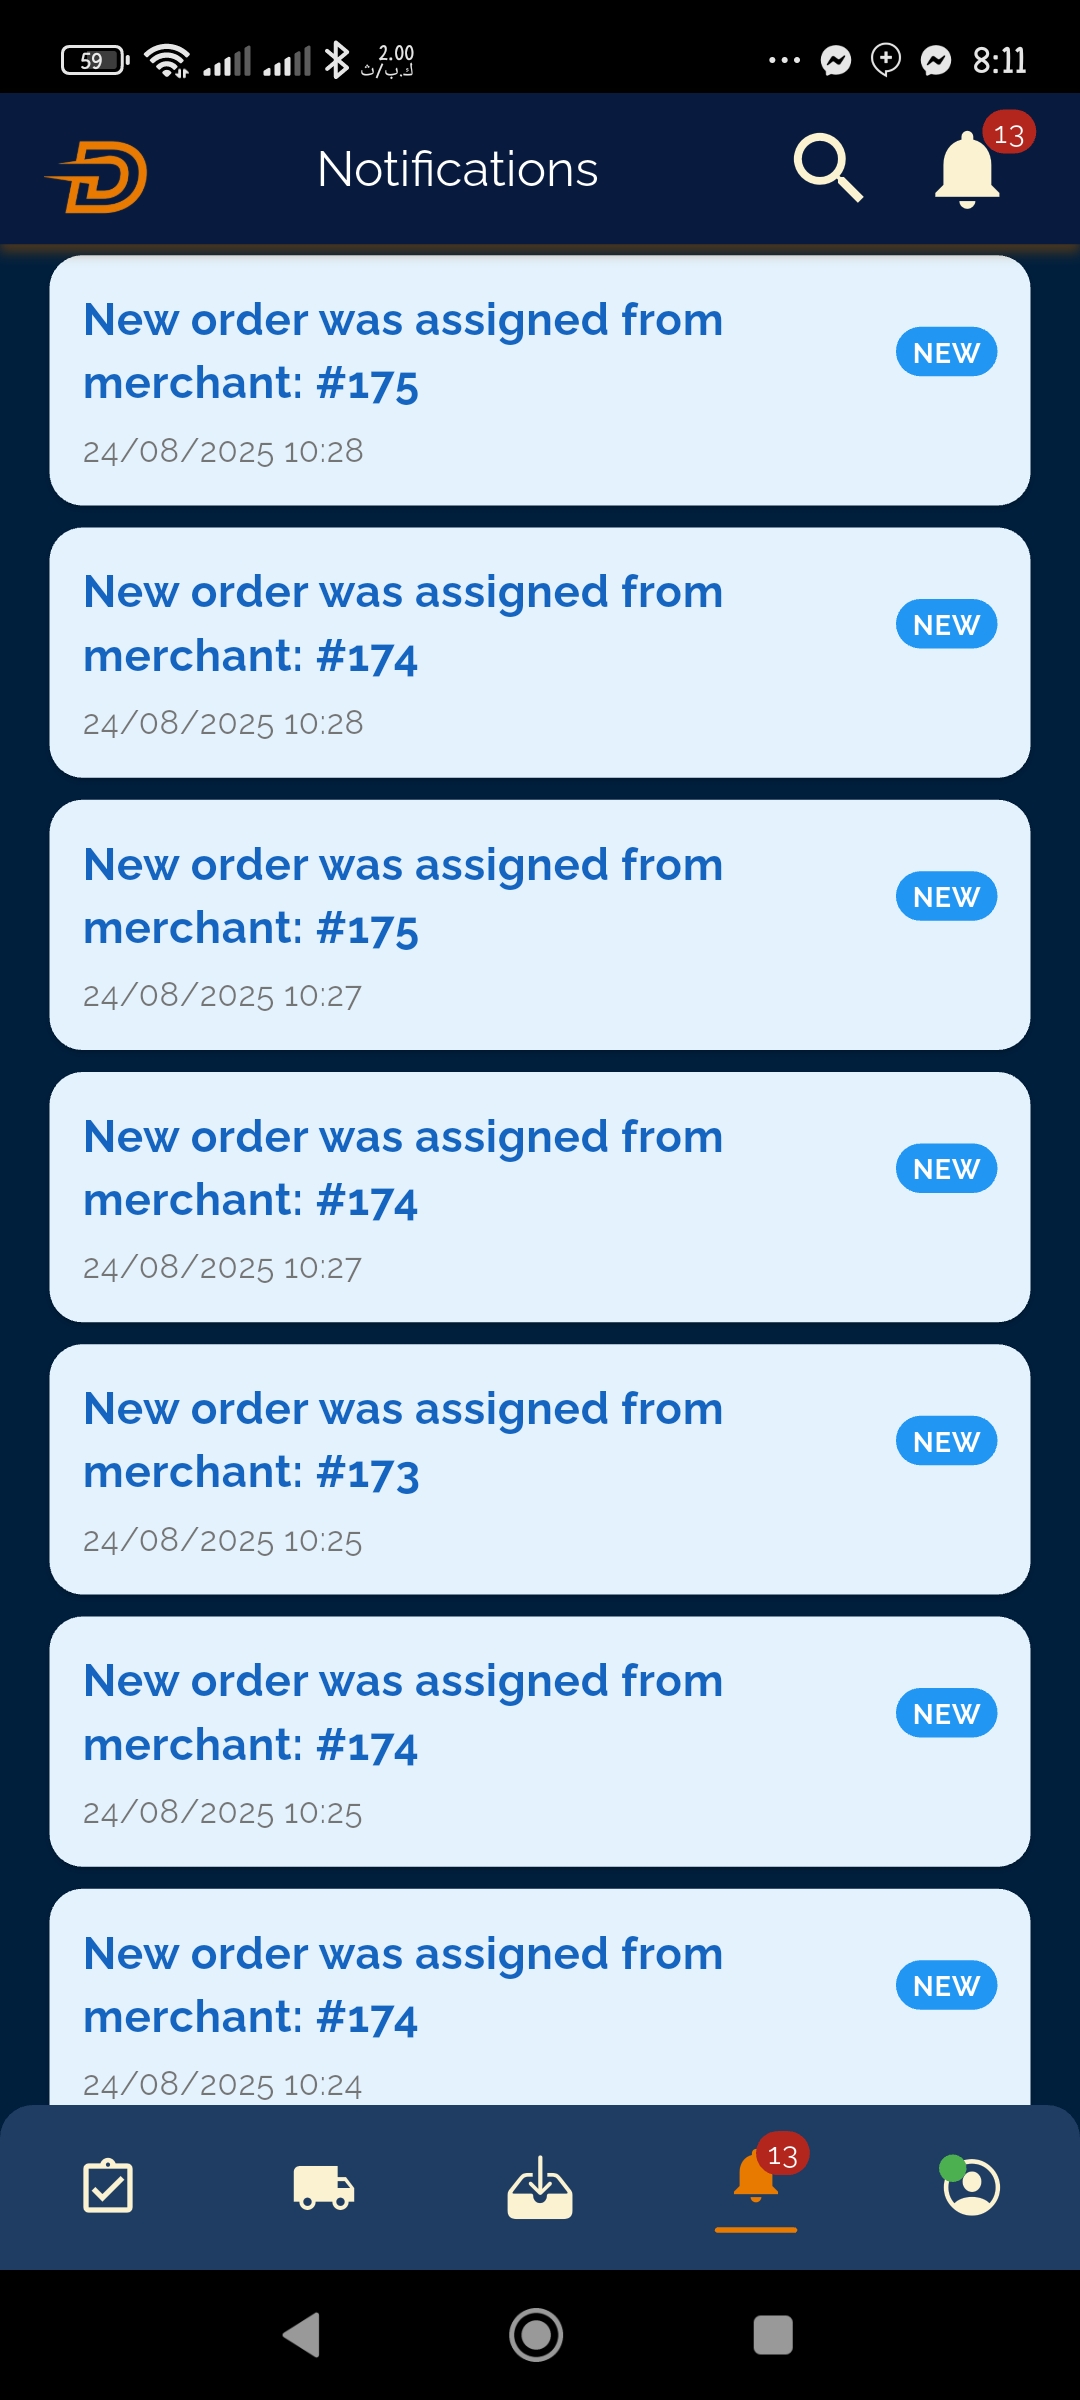 59
2.00
ك.ب/ث
8:11
Notifications
13
New order was assigned from
merchant: #175
NEW
24/08/2025 10:28
New order was assigned from
merchant: #174
NEW
24/08/2025 10:28
New order was assigned from
merchant: #175
NEW
24/08/2025 10:27
New order was assigned from
merchant: #174
NEW
24/08/2025 10:27
New order was assigned from
merchant: #173
NEW
24/08/2025 10:25
New order was assigned from
merchant: #174
NEW
24/08/2025 10:25
New order was assigned from
merchant: #174
NEW
24/08/2025 10:24
13